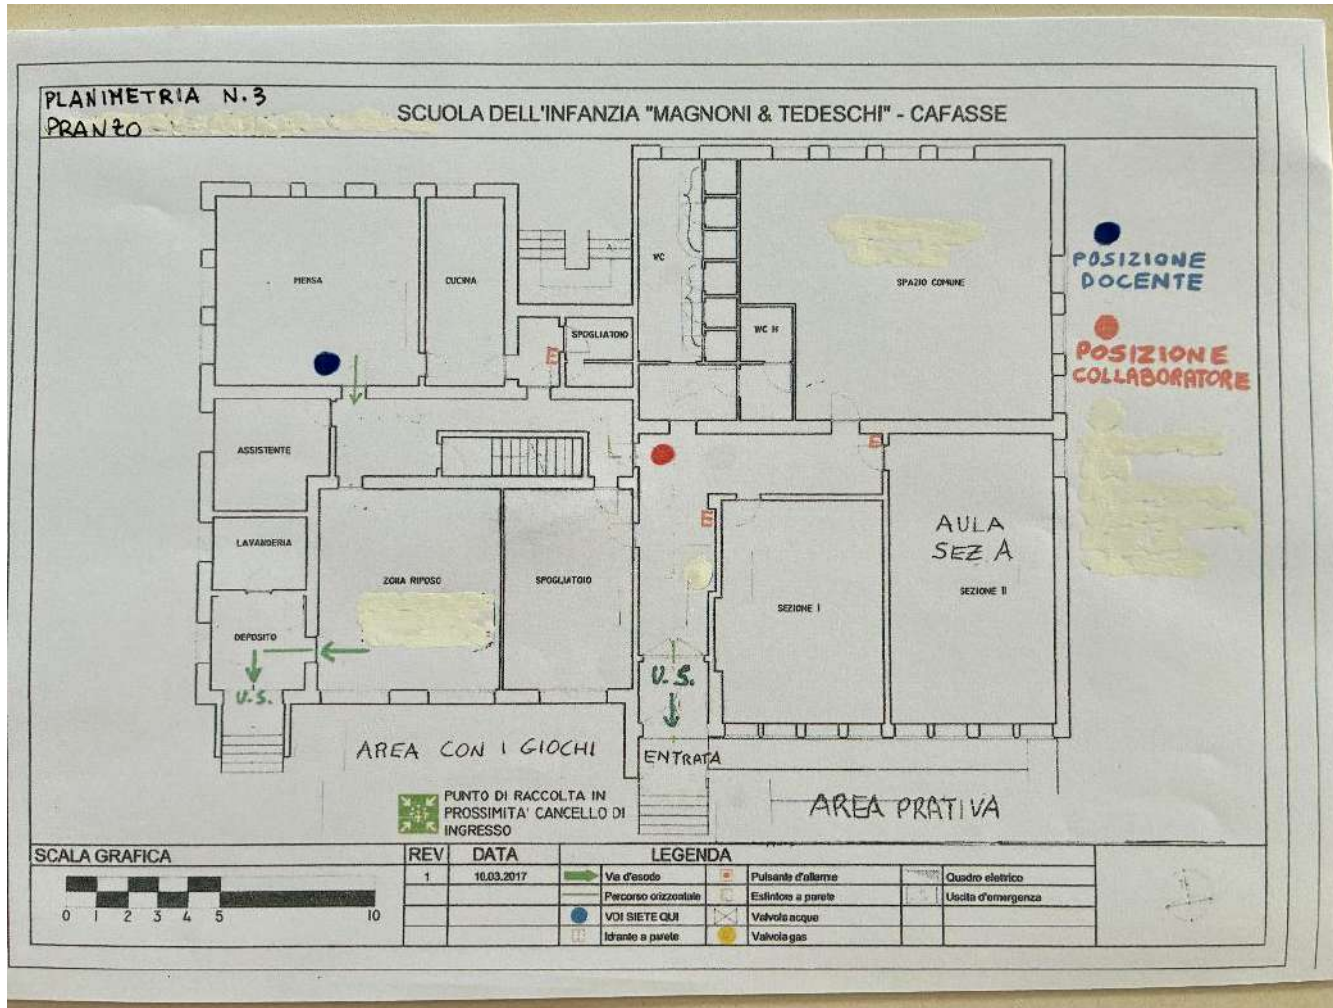 PLANIMETRIA N.3
PRANZO
SCUOLA DELL'INFANZIA "MAGNONI & TEDESCHI" - CAFASSE
MENSA
CUCINA
SPOGLIATOIO
E
WC
WC H
SPAZIO COMUNE
POSIZIONE
DOCENTE
POSIZIONE
COLLABORATORE
ASSISTENTE
E
E
LAVANDERIA
ZONA RIPOSO
SPOGLIATOIO
AULA
SEZ A
SEZIONE I
SEZIONE II
DEPOSITO
U.S.
U.S.
AREA CON I GIOCHI
ENTRATA
AREA PRATIVA
PUNTO DI RACCOLTA IN
PROSSIMITA' CANCELLO DI
INGRESSO
SCALA GRAFICA
0 1 2 3 4 5 10
REV DATA LEGENDA
1 10.03.2017 Via d'esodo Pulsante d'allarme Quadro elettrico
Percorso orizzontale Estintore a parete Uscita d'emergenza
VOI SIETE QUI Valvola acque
Idrante a parete Valvola gas